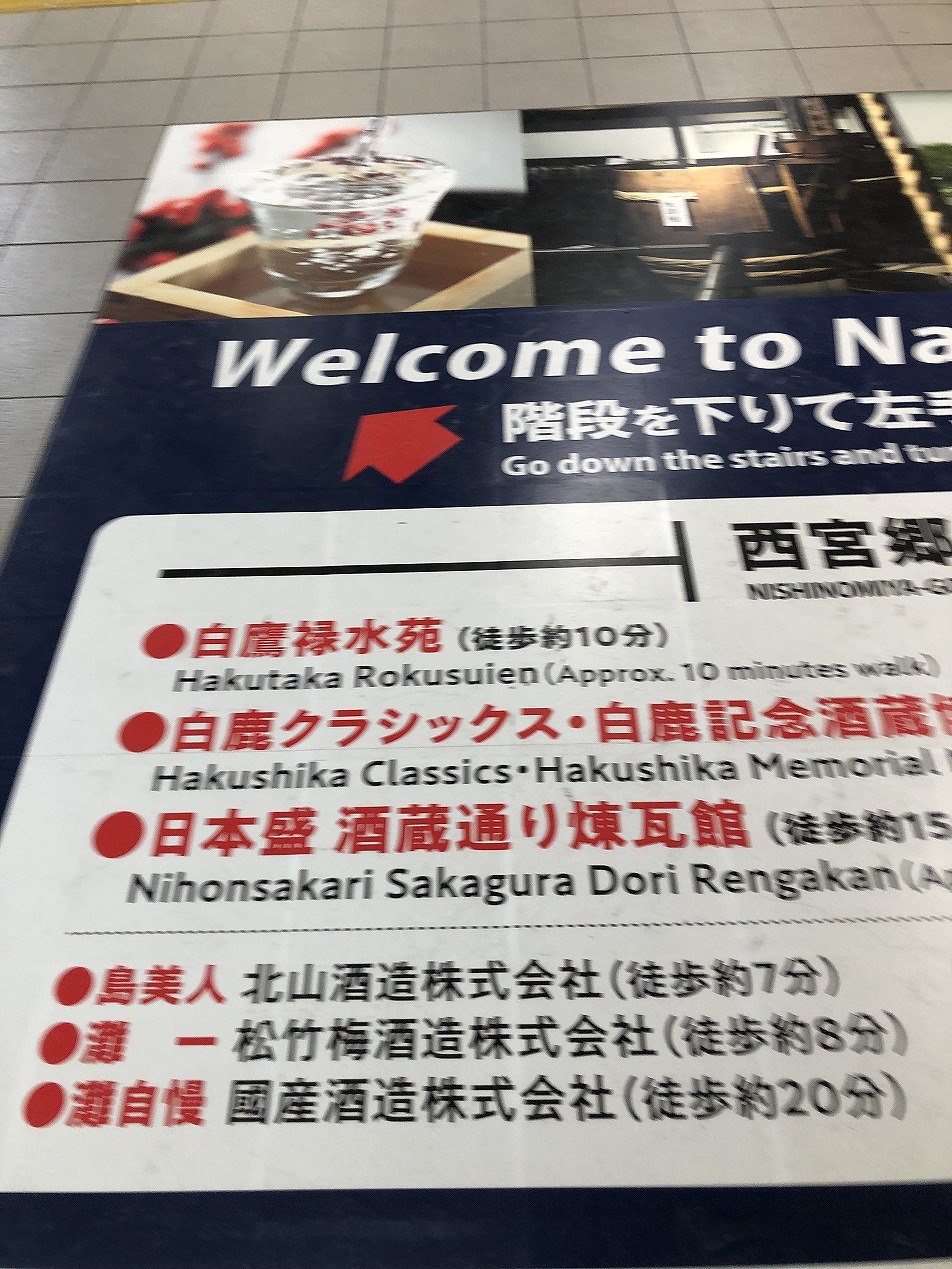 Welcome to Na
階段を下りて左手
Go down the stairs and tur
西宮郷
NISHINOMIYA-G
●白鷹禄水苑 (徒歩約10分)
Hakutaka Rokusuien (Approx. 10 minutes walk)
●白鹿クラシックス・白鹿記念酒蔵
Hakushika Classics・Hakushika Memorial
●日本盛 酒蔵通り煉瓦館 (徒歩約15
Nihonsakari Sakagura Dori Rengakan (A
●島美人 北山酒造株式会社 (徒歩約7分)
●灘 一 松竹梅酒造株式会社 (徒歩約8分)
●灘自慢 國産酒造株式会社 (徒歩約20分)